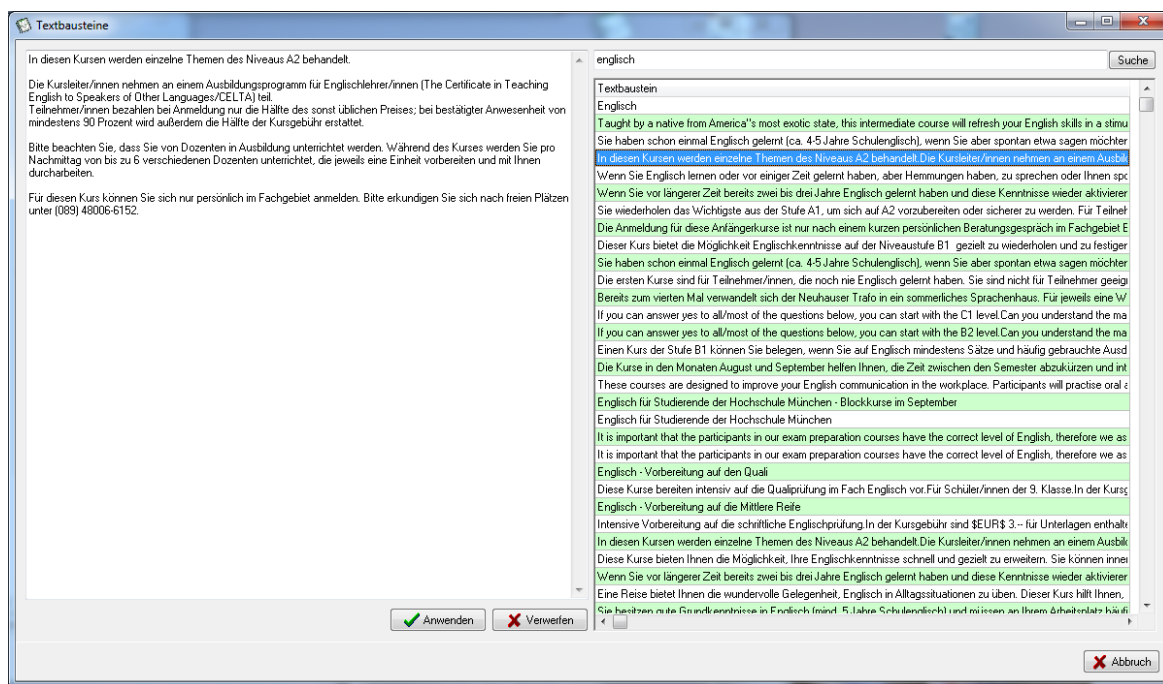 Textbausteine
In diesen Kursen werden einzelne Themen des Niveaus A2 behandelt.
Die Kursleiter/innen nehmen an einem Ausbildungsprogramm für Englischlehrer/innen (The Certificate in Teaching
English to Speakers of Other Languages/CELTA) teil.
Teilnehmer/innen bezahlen bei Anmeldung nur die Hälfte des sonst üblichen Preises; bei bestätigter Anwesenheit von
mindestens 90 Prozent wird außerdem die Hälfte der Kursgebühr erstattet.
Bitte beachten Sie, dass Sie von Dozenten in Ausbildung unterrichtet werden. Während des Kurses werden Sie pro
Nachmittag von bis zu 6 verschiedenen Dozenten unterrichtet, die jeweils eine Einheit vorbereiten und mit Ihnen
durcharbeiten.
Für diesen Kurs können Sie sich nur persönlich im Fachgebiet anmelden. Bitte erkundigen Sie sich nach freien Plätzen
unter (089) 48006-6152.
Anwenden
Verwerfen
englisch
Suche
Textbaustein
Englisch
Taught by a native from America''s most exotic state, this intermediate course will refresh your English skills in a stimu
Sie haben schon einmal Englisch gelernt (ca. 4-5 Jahre Schulenglisch), wenn Sie aber spontan etwa sagen möchter
In diesen Kursen werden einzelne Themen des Niveaus A2 behandelt.Die Kursleiter/innen nehmen an einem Ausbil
Wenn Sie Englisch lernen oder vor einiger Zeit gelernt haben, aber Hemmungen haben, zu sprechen oder Ihnen spo
Wenn Sie vor längerer Zeit bereits zwei bis drei Jahre Englisch gelernt haben und diese Kenntnisse wieder aktivierer
Sie wiederholen das Wichtigste aus der Stufe A1, um sich auf A2 vorzubereiten oder sicherer zu werden. Für Teilneh
Die Anmeldung für diese Anfängerkurse ist nur nach einem kurzen persönlichen Beratungsgespräch im Fachgebiet E
Dieser Kurs bietet die Möglichkeit Englischkenntnisse auf der Niveaustufe B1 gezielt zu wiederholen und zu festiger
Sie haben schon einmal Englisch gelernt (ca. 4-5 Jahre Schulenglisch), wenn Sie aber spontan etwa sagen möchter
Die ersten Kurse sind für Teilnehmer/innen, die noch nie Englisch gelernt haben. Sie sind nicht für Teilnehmer geeig
Bereits zum vierten Mal verwandelt sich der Neuhauser Trafo in ein sommerliches Sprachenhaus. Für jeweils eine W
If you can answer yes to all/most of the questions below, you can start with the C1 level.Can you understand the ma
If you can answer yes to all/most of the questions below, you can start with the B2 level.Can you understand the ma
Einen Kurs der Stufe B1 können Sie belegen, wenn Sie auf Englisch mindestens Sätze und häufig gebrauchte Ausd
Die Kurse in den Monaten August und September helfen Ihnen, die Zeit zwischen den Semester abzukürzen und int
These courses are designed to improve your English communication in the workplace. Participants will practise oral a
Englisch für Studierende der Hochschule München - Blockkurse im September
Englisch für Studierende der Hochschule München
It is important that the participants in our exam preparation courses have the correct level of English, therefore we as
It is important that the participants in our exam preparation courses have the correct level of English, therefore we as
Englisch - Vorbereitung auf den Quali
Diese Kurse bereiten intensiv auf die Qualiprüfung im Fach Englisch vor.Für Schüler/innen der 9. Klasse.In der Kursg
Englisch - Vorbereitung auf die Mittlere Reife
Intensive Vorbereitung auf die schriftliche Englischprüfung.In der Kursgebühr sind $EUR$ 3.-- für Unterlagen enthalte
In diesen Kursen werden einzelne Themen des Niveaus A2 behandelt.Die Kursleiter/innen nehmen an einem Ausbil
Diese Kurse bieten Ihnen die Möglichkeit, Ihre Englischkenntnisse schnell und gezielt zu erweitern. Sie können inner
Wenn Sie vor längerer Zeit bereits zwei bis drei Jahre Englisch gelernt haben und diese Kenntnisse wieder aktivierer
Eine Reise bietet Ihnen die wundervolle Gelegenheit, Englisch in Alltagssituationen zu üben. Dieser Kurs hilft Ihnen,
Sie besitzen gute Grundkenntnisse in Englisch (mind. 5 Jahre Schulenglisch) und müssen an Ihrem Arbeitsplatz häufi
Abbruch